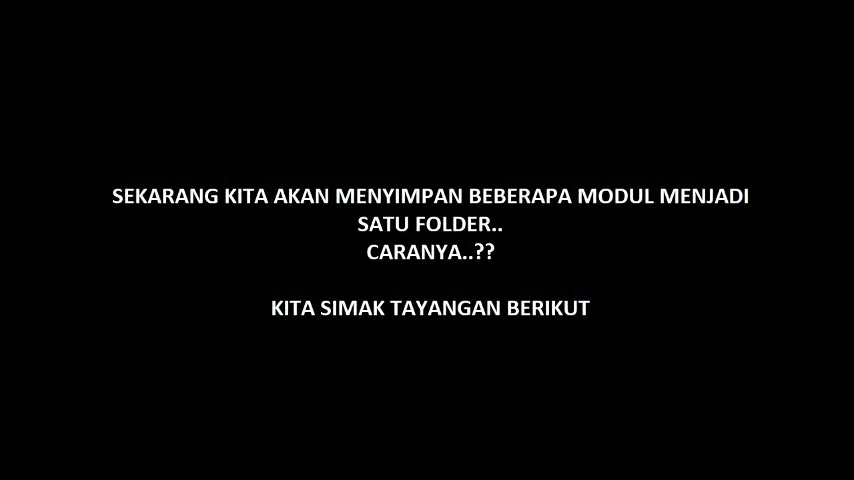 SEKARANG KITA AKAN MENYIMPAN BEBERAPA MODUL MENJADI
SATU FOLDER..
CARANYA..??
KITA SIMAK TAYANGAN BERIKUT